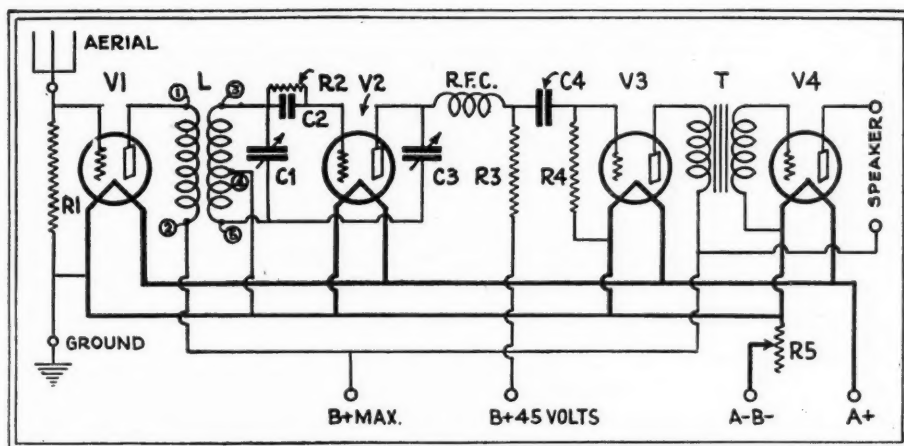 AERIAL
V1
①
L
③
R2
C2
V2
R.F.C.
C4
V3
T
V4
R1
④
C1
C3
R3
R4
SPEAKER
②
⑤
GROUND
R5
B+MAX.
B+45 VOLTS
A-B-
A+